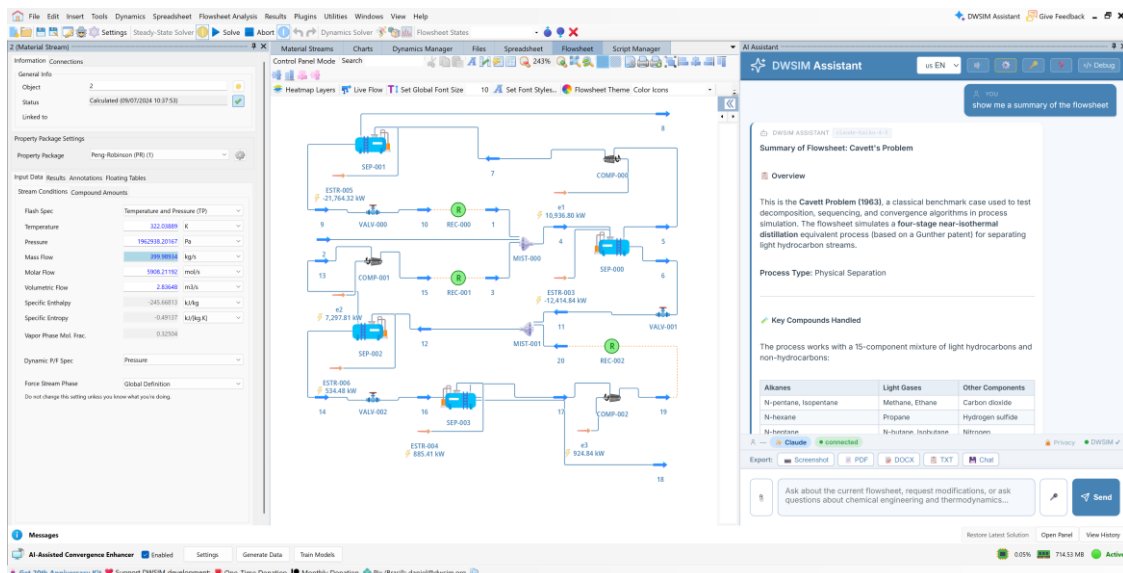 File Edit Insert Tools Dynamics Spreadsheet Flowsheet Analysis Results Plugins Utilities Windows View Help
DWSIM Assistant Give Feedback
Settings Steady-State Solver Solve Abort Dynamics Solver Flowsheet States
2 (Material Stream)
Information Connections
General Info
Object 2
Status Calculated (09/07/2024 10:37:53)
Linked to
Property Package Settings
Property Package Peng-Robinson (PR) (1)
Input Data Results Annotations Floating Tables
Stream Conditions Compound Amounts
Flash Spec Temperature and Pressure (TP)
Temperature 322.03889 K
Pressure 1962938.20167 Pa
Mass Flow 399.98934 kg/s
Molar Flow 5908.21192 mol/s
Volumetric Flow 2.83648 m3/s
Specific Enthalpy -245.66813 kJ/kg
Specific Entropy -0.49137 kJ/[kg.K]
Vapor Phase Mol. Frac. 0.32504
Dynamic P/F Spec Pressure
Force Stream Phase Global Definition
Do not change this setting unless you know what you're doing.
Material Streams Charts Dynamics Manager Files Spreadsheet Flowsheet Script Manager
Control Panel Mode Search 243%
Heatmap Layers Live Flow Set Global Font Size 10 Set Font Styles... Flowsheet Theme Color Icons
8
SEP-001
7
COMP-000
ESTR-005
-21,764.32 kW
e1
10,936.80 kW
R
9 VALV-000 10 REC-000 1 4 5
MIST-000
SEP-000
2
13 COMP-001
R
15 REC-001 3
6
ESTR-003
-12,414.84 kW
e2
7,297.81 kW
11
VALV-001
SEP-002
12
MIST-001
R
20 REC-002
ESTR-006
534.48 kW
14 VALV-002 16 SEP-003 17 COMP-002 19
ESTR-004
885.41 kW
e3
924.84 kW
18
AI Assistant
DWSIM Assistant us EN Debug
YOU
show me a summary of the flowsheet
DWSIM ASSISTANT
Summary of Flowsheet: Cavett's Problem
Overview
This is the Cavett Problem (1963), a classical benchmark case used to test
decomposition, sequencing, and convergence algorithms in process
simulation. The flowsheet simulates a four-stage near-isothermal
distillation equivalent process (based on a Gunther patent) for separating
light hydrocarbon streams.
Process Type: Physical Separation
Key Compounds Handled
The process works with a 15-component mixture of light hydrocarbons and
non-hydrocarbons:
Alkanes Light Gases Other Components
N-pentane, Isopentane Methane, Ethane Carbon dioxide
N-hexane Propane Hydrogen sulfide
N-heptane N-butane, Isobutane Nitrogen
Claude connected Privacy DWSIM ✓
Export: Screenshot PDF DOCX TXT Chat
Ask about the current flowsheet, request modifications, or ask
questions about chemical engineering and thermodynamics...
Send
Messages
Restore Latest Solution Open Panel View History
AI-Assisted Convergence Enhancer Enabled Settings Generate Data Train Models
0.05% 714.53 MB Active